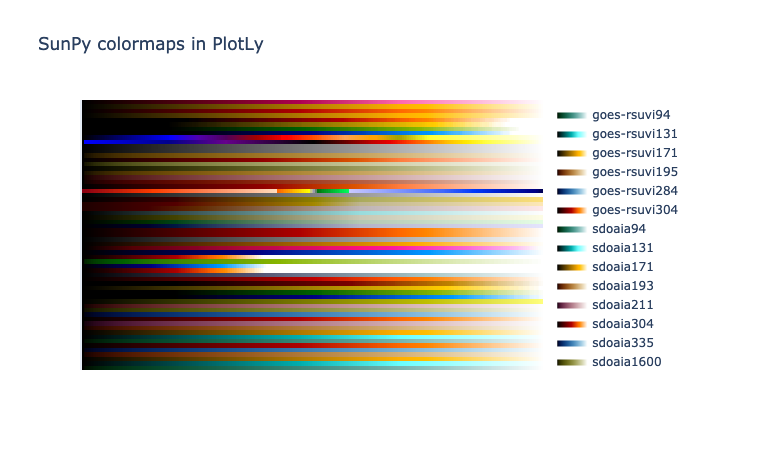 SunPy colormaps in PlotLy
goes-rsuvi94
goes-rsuvi131
goes-rsuvi171
goes-rsuvi195
goes-rsuvi284
goes-rsuvi304
sdoaia94
sdoaia131
sdoaia171
sdoaia193
sdoaia211
sdoaia304
sdoaia335
sdoaia1600